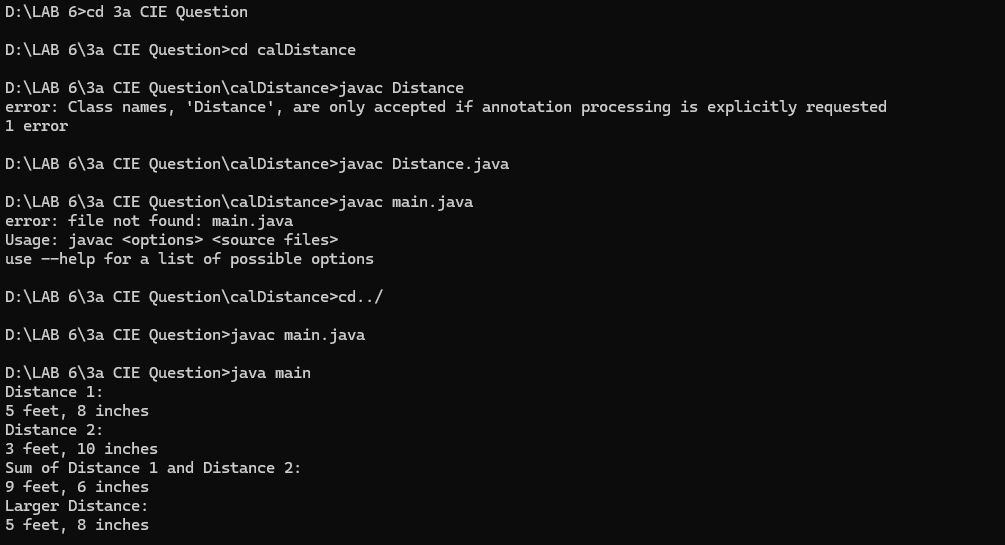 D:\LAB 6>cd 3a CIE Question
D:\LAB 6\3a CIE Question>cd calDistance
D:\LAB 6\3a CIE Question\calDistance>javac Distance
error: Class names, 'Distance', are only accepted if annotation processing is explicitly requested
1 error
D:\LAB 6\3a CIE Question\calDistance>javac Distance.java
D:\LAB 6\3a CIE Question\calDistance>javac main.java
error: file not found: main.java
Usage: javac <options> <source files>
use --help for a list of possible options
D:\LAB 6\3a CIE Question\calDistance>cd../
D:\LAB 6\3a CIE Question>javac main.java
D:\LAB 6\3a CIE Question>java main
Distance 1:
5 feet, 8 inches
Distance 2:
3 feet, 10 inches
Sum of Distance 1 and Distance 2:
9 feet, 6 inches
Larger Distance:
5 feet, 8 inches